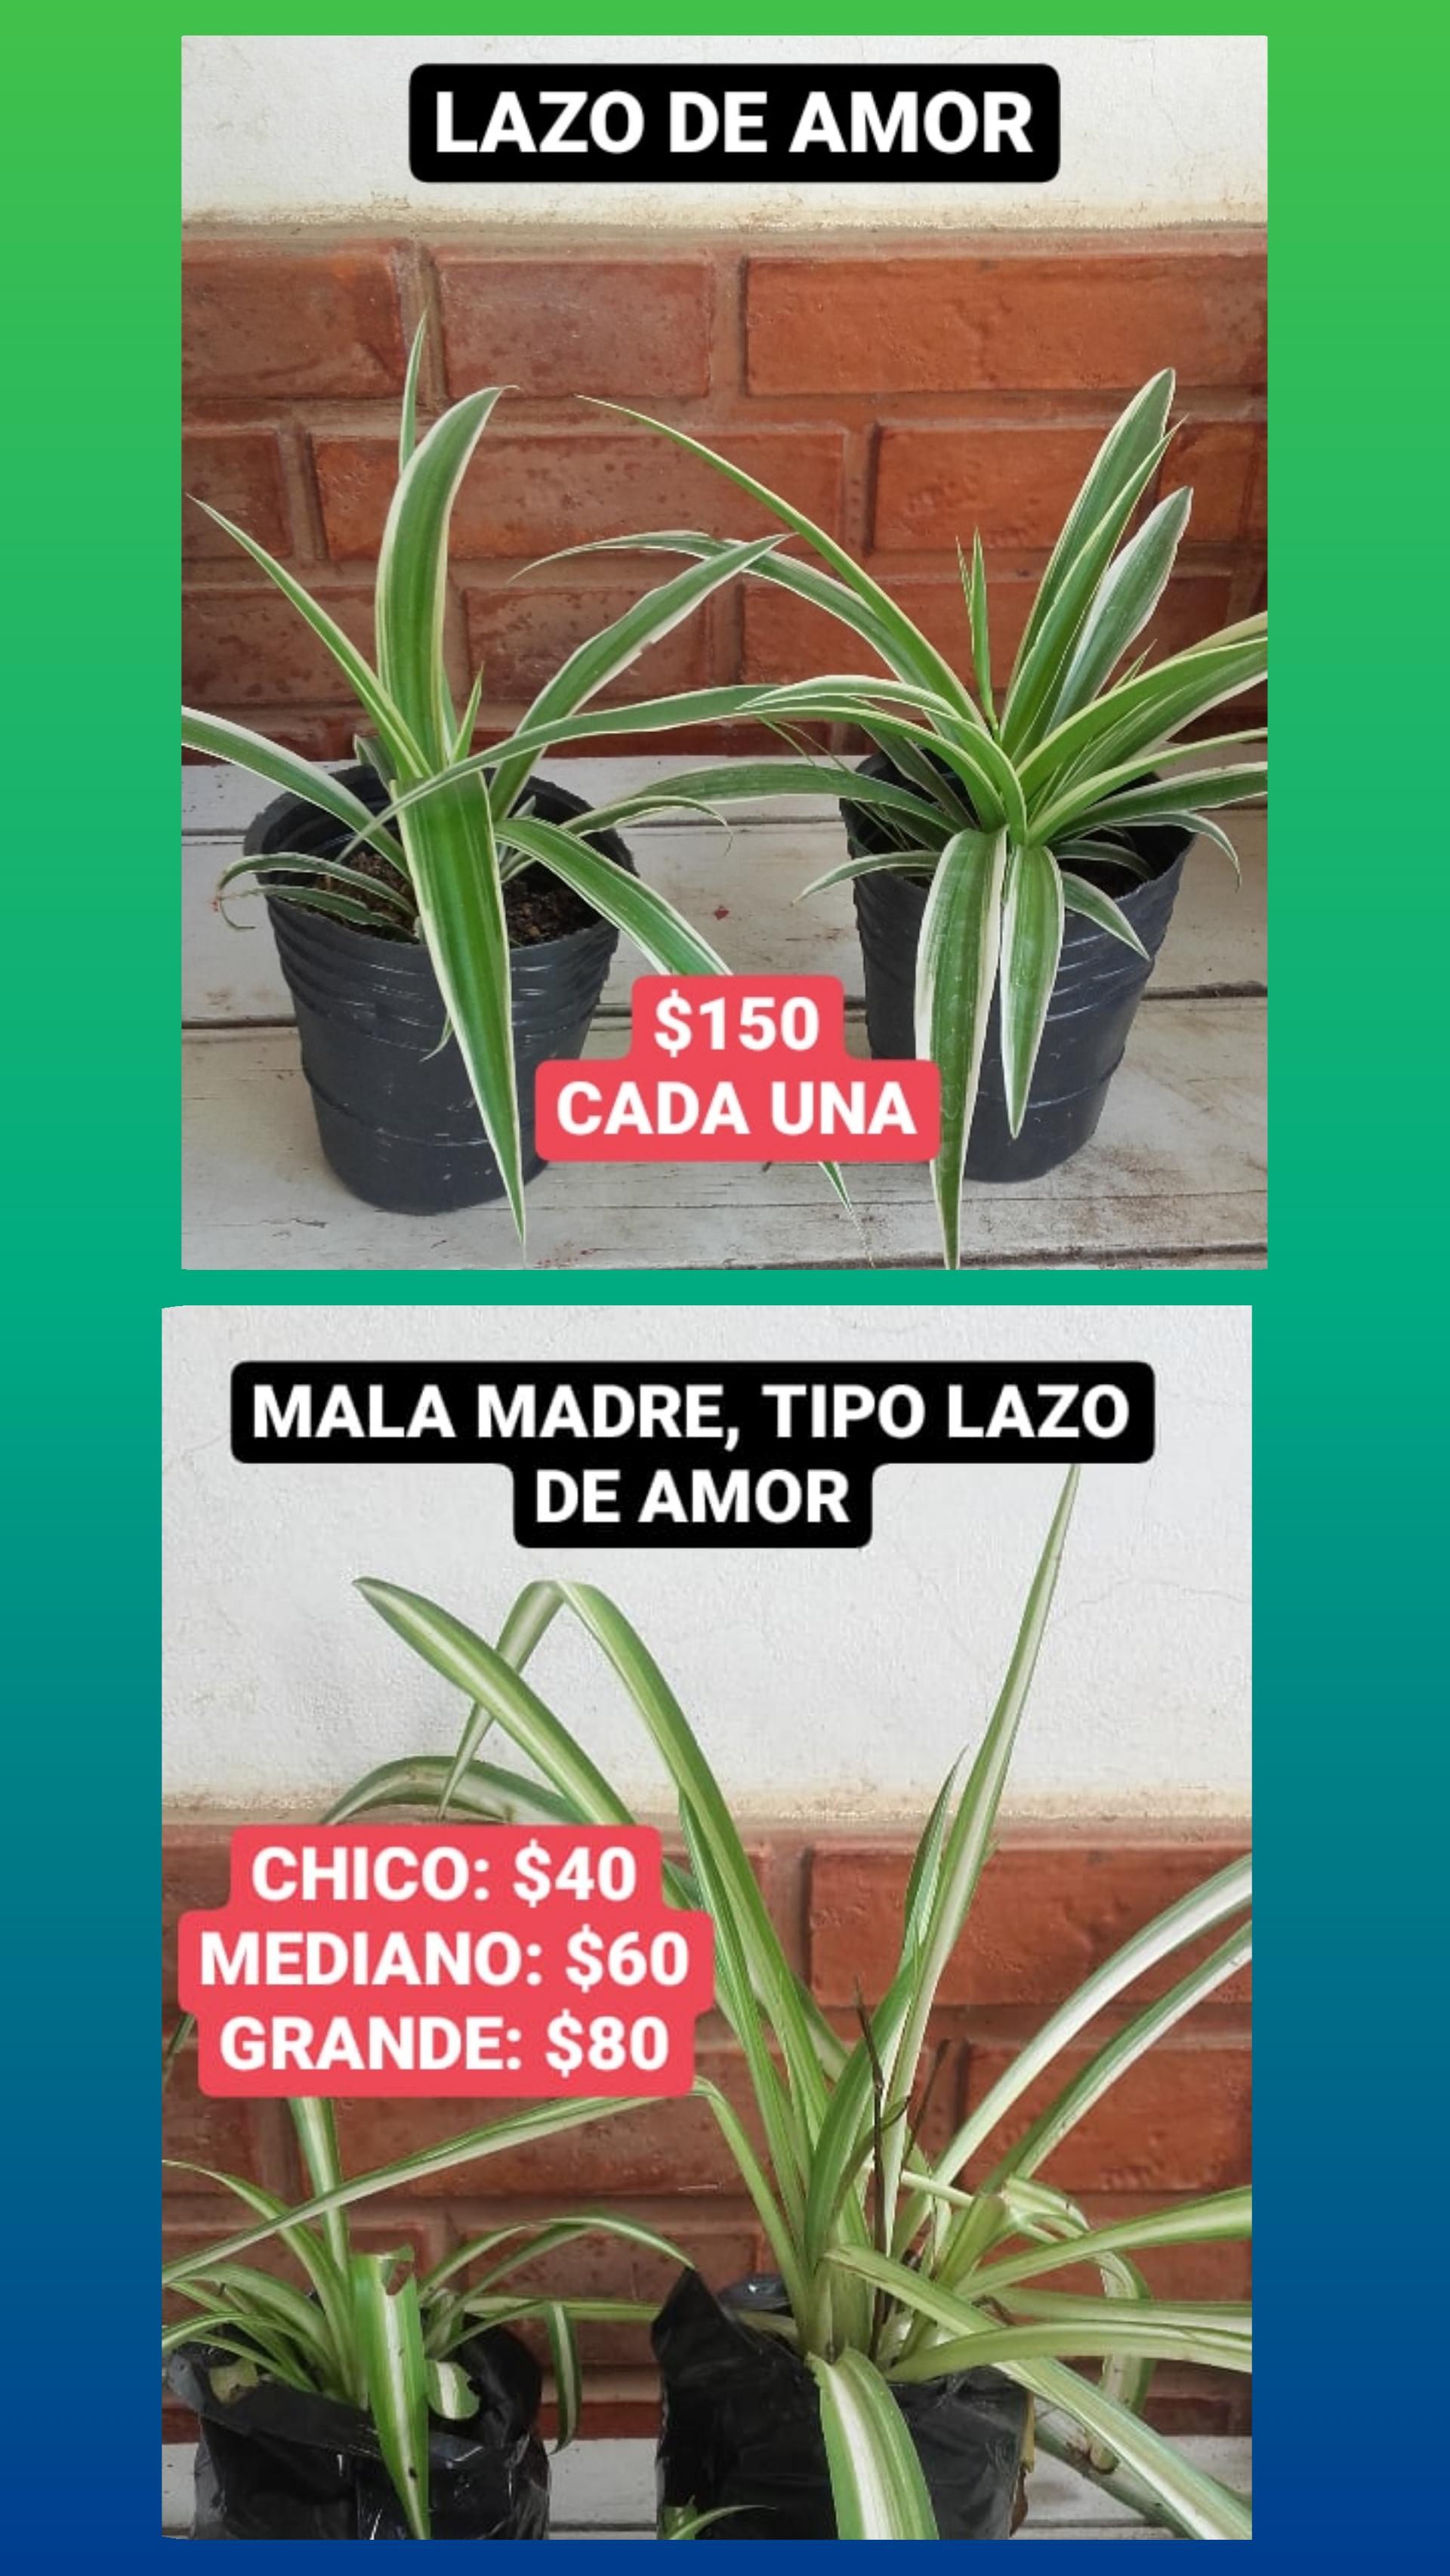 LAZO DE AMOR
$150
CADA UNA
MALA MADRE, TIPO LAZO
DE AMOR
CHICO: $40
MEDIANO: $60
GRANDE: $80